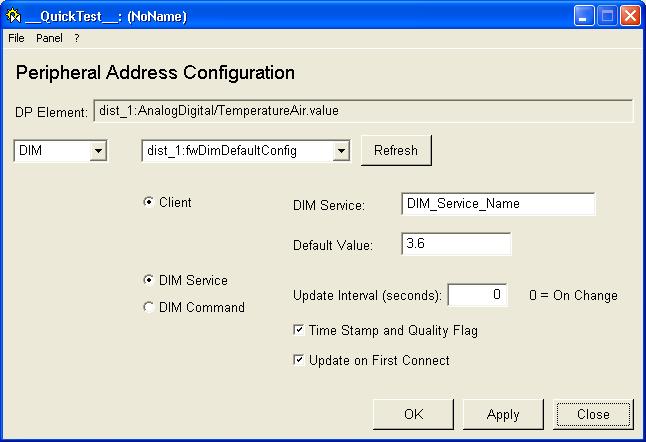 __QuickTest__: (NoName)
File Panel ?
Peripheral Address Configuration
DP Element: dist_1:AnalogDigital/TemperatureAir.value
DIM dist_1:fwDimDefaultConfig Refresh
Client DIM Service: DIM_Service_Name
Default Value: 3.6
DIM Service
Update Interval (seconds): 0 0 = On Change
DIM Command
Time Stamp and Quality Flag
Update on First Connect
OK Apply Close